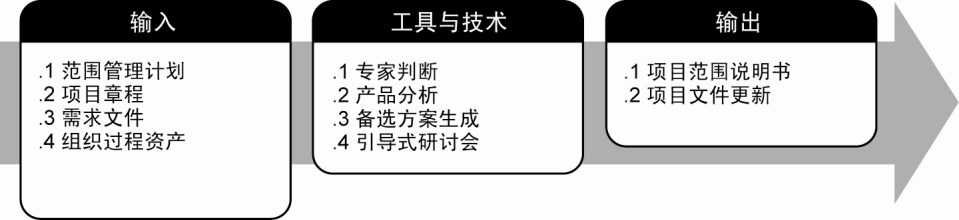 输入
.1 范围管理计划
.2 项目章程
.3 需求文件
.4 组织过程资产
工具与技术
.1 专家判断
.2 产品分析
.3 备选方案生成
.4 引导式研讨会
输出
.1 项目范围说明书
.2 项目文件更新